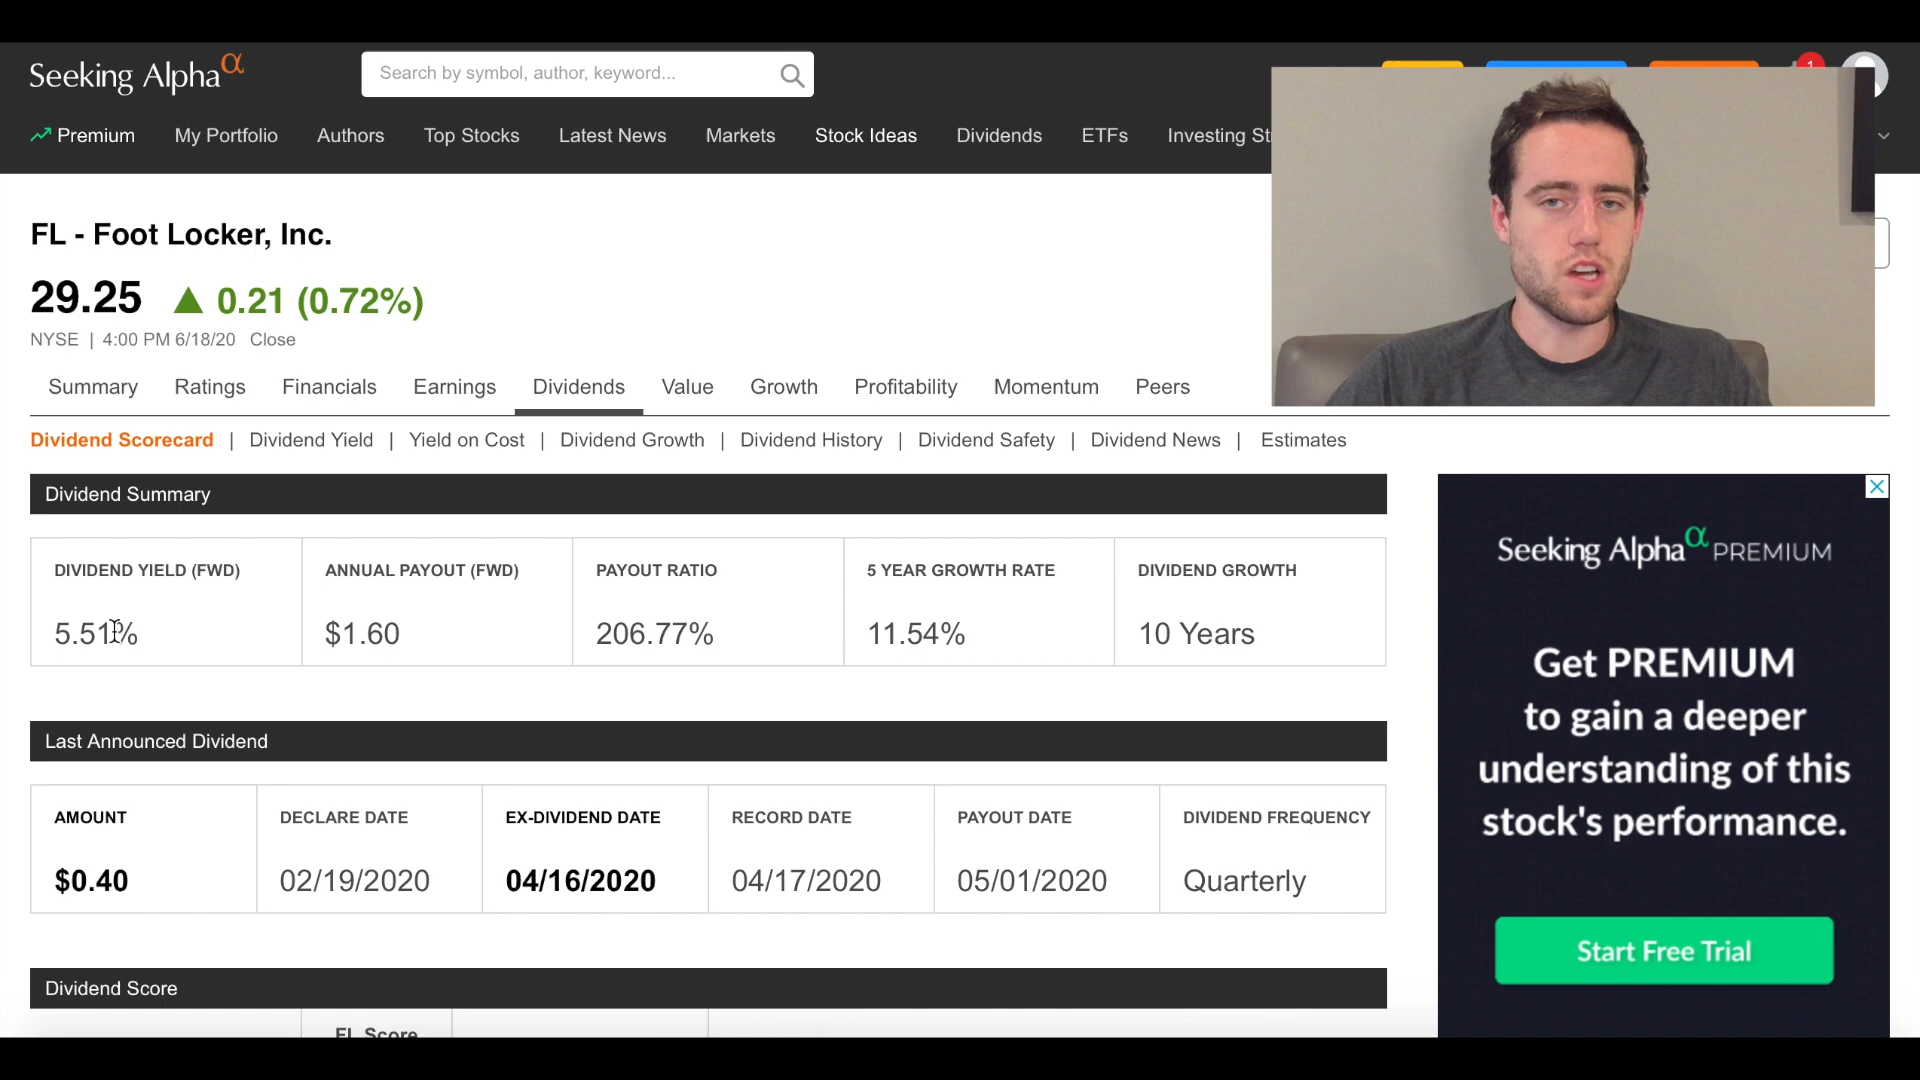 Seeking Alpha α
Search by symbol, author, keyword...
1
Premium My Portfolio Authors Top Stocks Latest News Markets Stock Ideas Dividends ETFs Investing St
FL - Foot Locker, Inc.
29.25 ▲ 0.21 (0.72%)
NYSE | 4:00 PM 6/18/20 Close
Summary Ratings Financials Earnings Dividends Value Growth Profitability Momentum Peers
Dividend Scorecard | Dividend Yield | Yield on Cost | Dividend Growth | Dividend History | Dividend Safety | Dividend News | Estimates
Dividend Summary
DIVIDEND YIELD (FWD) ANNUAL PAYOUT (FWD) PAYOUT RATIO 5 YEAR GROWTH RATE DIVIDEND GROWTH
5.51% $1.60 206.77% 11.54% 10 Years
Last Announced Dividend
AMOUNT DECLARE DATE EX-DIVIDEND DATE RECORD DATE PAYOUT DATE DIVIDEND FREQUENCY
$0.40 02/19/2020 04/16/2020 04/17/2020 05/01/2020 Quarterly
Dividend Score
FL Score
Seeking Alpha α PREMIUM
Get PREMIUM
to gain a deeper
understanding of this
stock's performance.
Start Free Trial